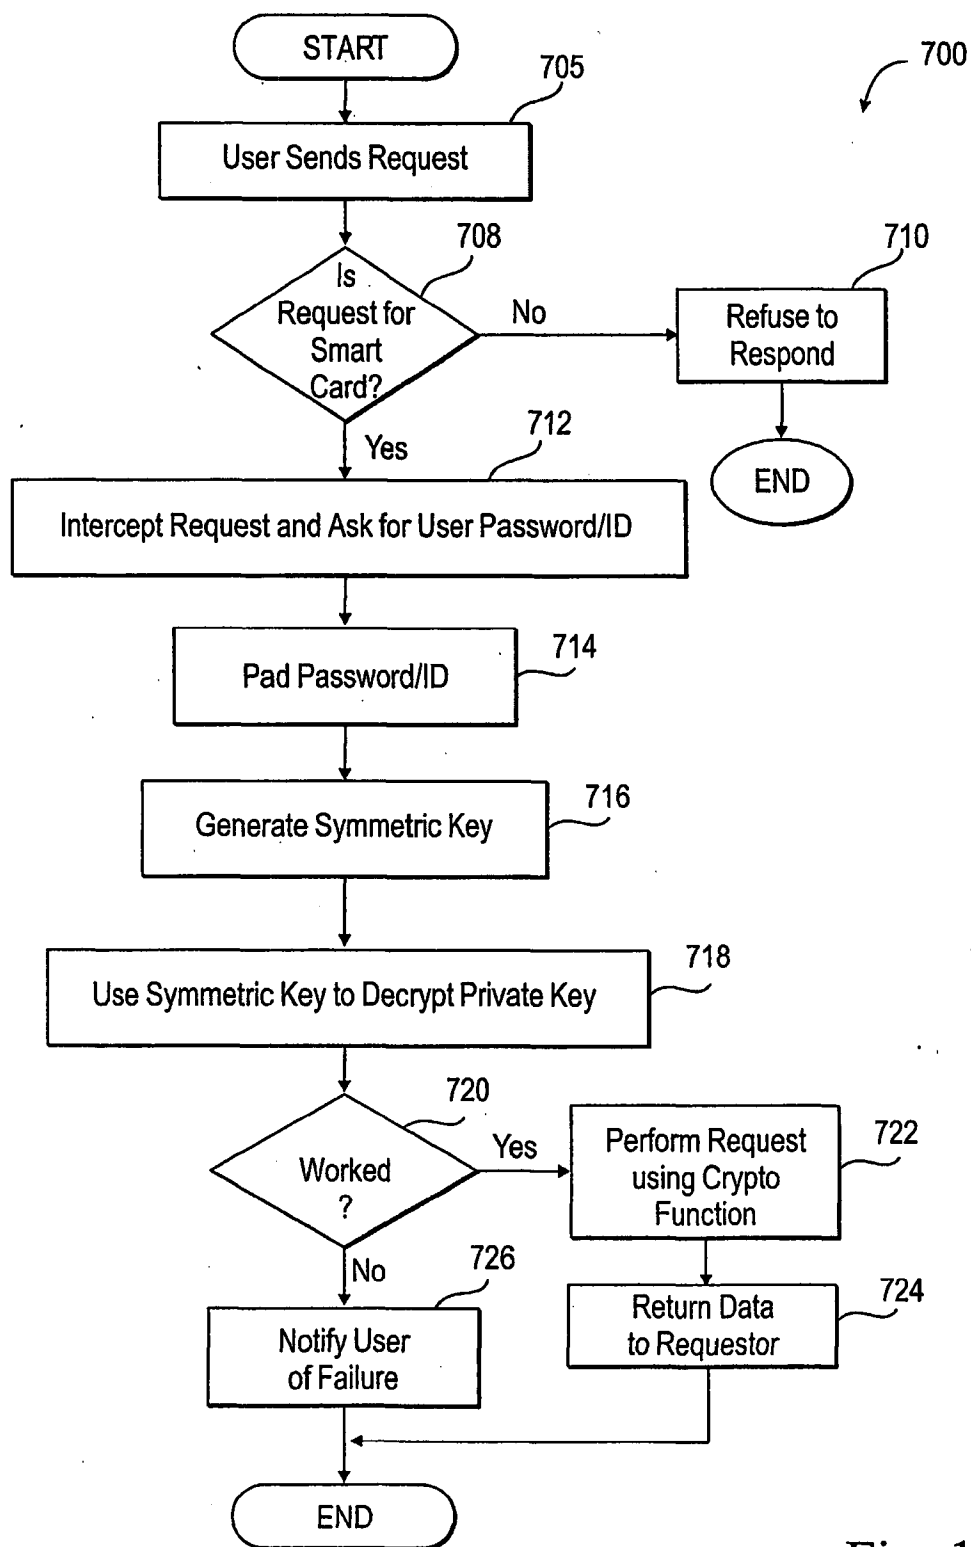 START
700
705
User Sends Request
708
Is
Request for
Smart
Card?
No
710
Refuse to
Respond
END
Yes
712
Intercept Request and Ask for User Password/ID
714
Pad Password/ID
716
Generate Symmetric Key
718
Use Symmetric Key to Decrypt Private Key
720
Worked
?
Yes
722
Perform Request
using Crypto
Function
No
726
Notify User
of Failure
724
Return Data
to Requestor
END